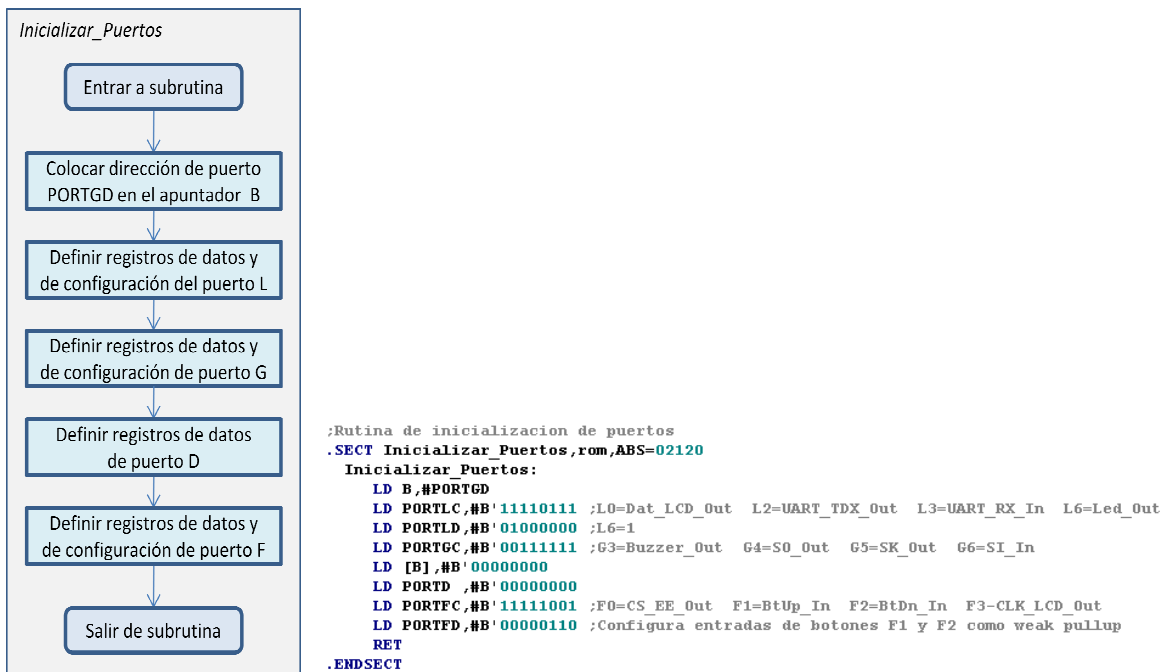 Inicializar_Puertos
Entrar a subrutina
Colocar dirección de puerto
PORTGD en el apuntador B
Definir registros de datos y
de configuración del puerto L
Definir registros de datos y
de configuración de puerto G
Definir registros de datos
de puerto D
Definir registros de datos y
de configuración de puerto F
Salir de subrutina
;Rutina de inicializacion de puertos
.SECT Inicializar_Puertos,rom,ABS=02120
Inicializar_Puertos:
LD B,#PORTGD
LD PORTLC,#B'11110111 ;L0=Dat_LCD_Out L2=UART_TDX_Out L3=UART_RX_In L6=Led_Out
LD PORTLD,#B'01000000 ;L6=1
LD PORTGC,#B'00111111 ;G3=Buzzer_Out G4=SO_Out G5=SK_Out G6=SI_In
LD [B],#B'00000000
LD PORTD ,#B'00000000
LD PORTFC,#B'11111001 ;F0=CS_EE_Out F1=BtUp_In F2=BtDn_In F3-CLK_LCD_Out
LD PORTFD,#B'00000110 ;Configura entradas de botones F1 y F2 como weak pullup
RET
.ENDSECT